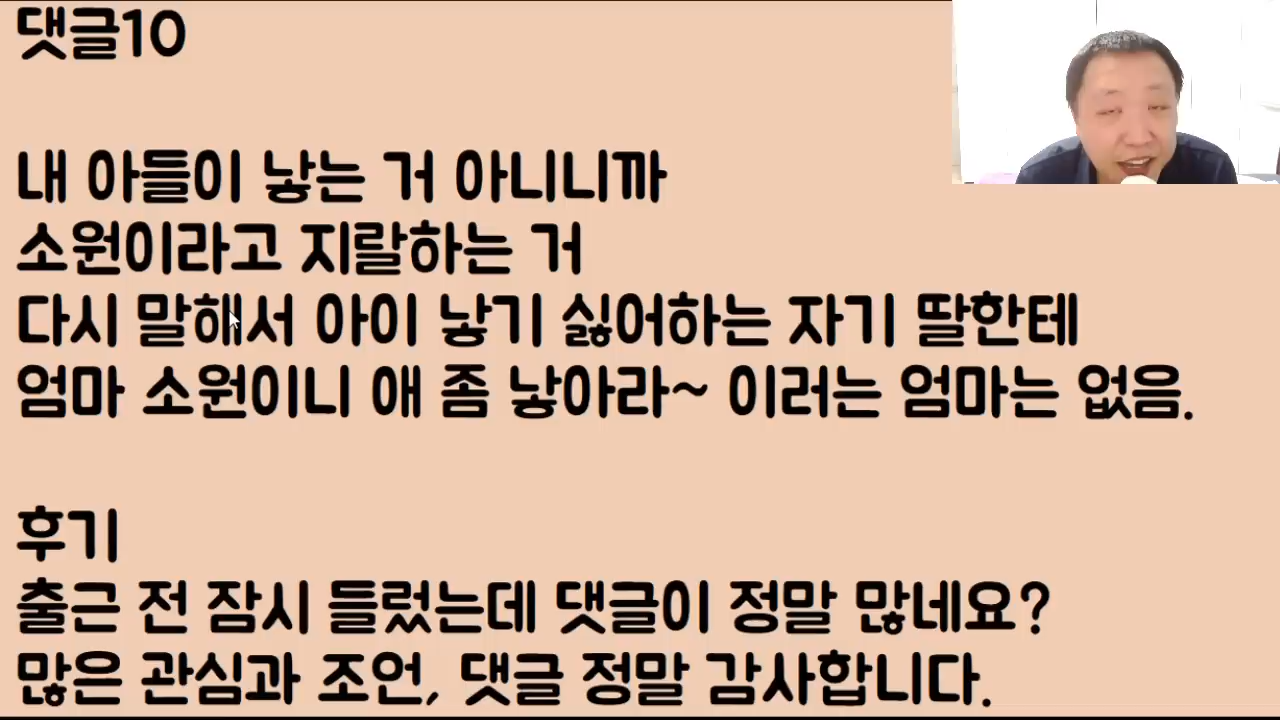 댓글10
내 아들이 낳는 거 아니니까
소원이라고 지랄하는 거
다시 말해서 아이 낳기 싫어하는 자기 딸한테
엄마 소원이니 애 좀 낳아라~ 이러는 엄마는 없음.
후기
출근 전 잠시 들렀는데 댓글이 정말 많네요?
많은 관심과 조언, 댓글 정말 감사합니다.